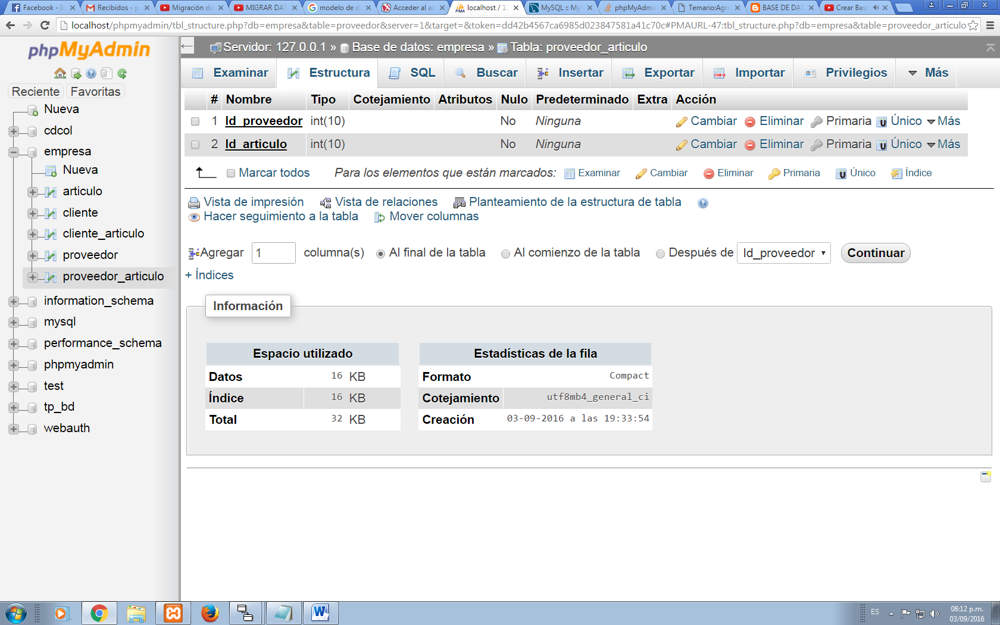 Facebook - In
Recibidos - p
Migración de
MIGRAR DAT
modelo de d
Acceder al ac
localhost / 12
MySQL :: My
phpMyAdmin
Temario:Agre
BASE DE DAT
Crear Base
localhost/phpmyadmin/tbl_structure.php?db=empresa&table=proveedor&server=1&target=&token=dd42b4567ca6985d023847581a41c70c#PMAURL-47:tbl_structure.php?db=empresa&table=proveedor_articulo
phpMyAdmin
Reciente Favoritas
Nueva
cdcol
empresa
Nueva
articulo
cliente
cliente_articulo
proveedor
proveedor_articulo
information_schema
mysql
performance_schema
phpmyadmin
test
tp_bd
webauth
Servidor: 127.0.0.1 » Base de datos: empresa » Tabla: proveedor_articulo
Examinar Estructura SQL Buscar Insertar Exportar Importar Privilegios Más
# Nombre Tipo Cotejamiento Atributos Nulo Predeterminado Extra Acción
1 Id_proveedor int(10) No Ninguna Cambiar Eliminar Primaria Único Más
2 Id_articulo int(10) No Ninguna Cambiar Eliminar Primaria Único Más
Marcar todos Para los elementos que están marcados: Examinar Cambiar Eliminar Primaria Único Índice
Vista de impresión Vista de relaciones Planteamiento de la estructura de tabla
Hacer seguimiento a la tabla Mover columnas
Agregar 1 columna(s) Al final de la tabla Al comienzo de la tabla Después de Id_proveedor Continuar
+ Índices
Información
Espacio utilizado
Datos 16 KB
Índice 16 KB
Total 32 KB
Estadísticas de la fila
Formato Compact
Cotejamiento utf8mb4_general_ci
Creación 03-09-2016 a las 19:33:54
ES
08:12 p.m.
03/09/2016